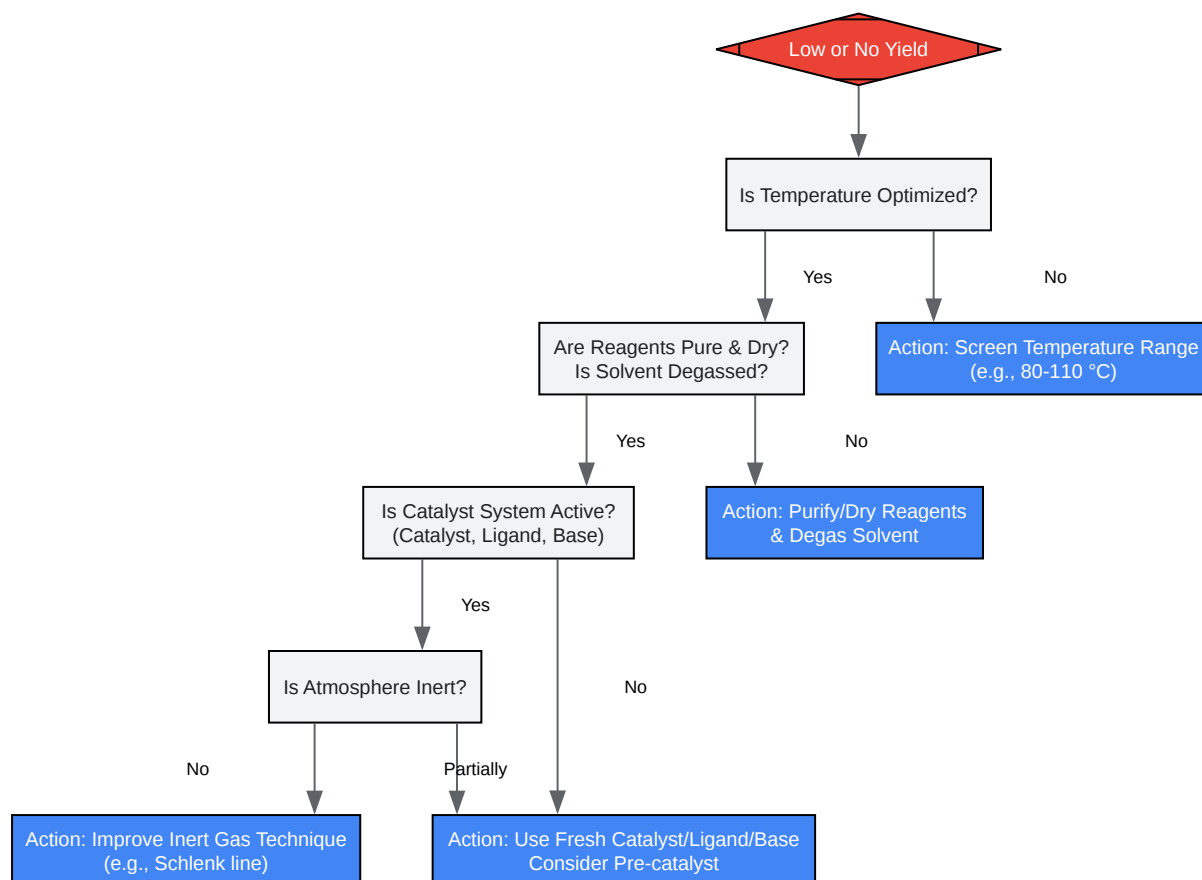 Low or No Yield
Is Temperature Optimized?
Yes
No
Are Reagents Pure & Dry?
Is Solvent Degassed?
Action: Screen Temperature Range
(e.g., 80-110 °C)
Yes
No
Is Catalyst System Active?
(Catalyst, Ligand, Base)
Action: Purify/Dry Reagents
& Degas Solvent
Yes
Is Atmosphere Inert?
No
No
Partially
Action: Improve Inert Gas Technique
(e.g., Schlenk line)
Action: Use Fresh Catalyst/Ligand/Base
Consider Pre-catalyst